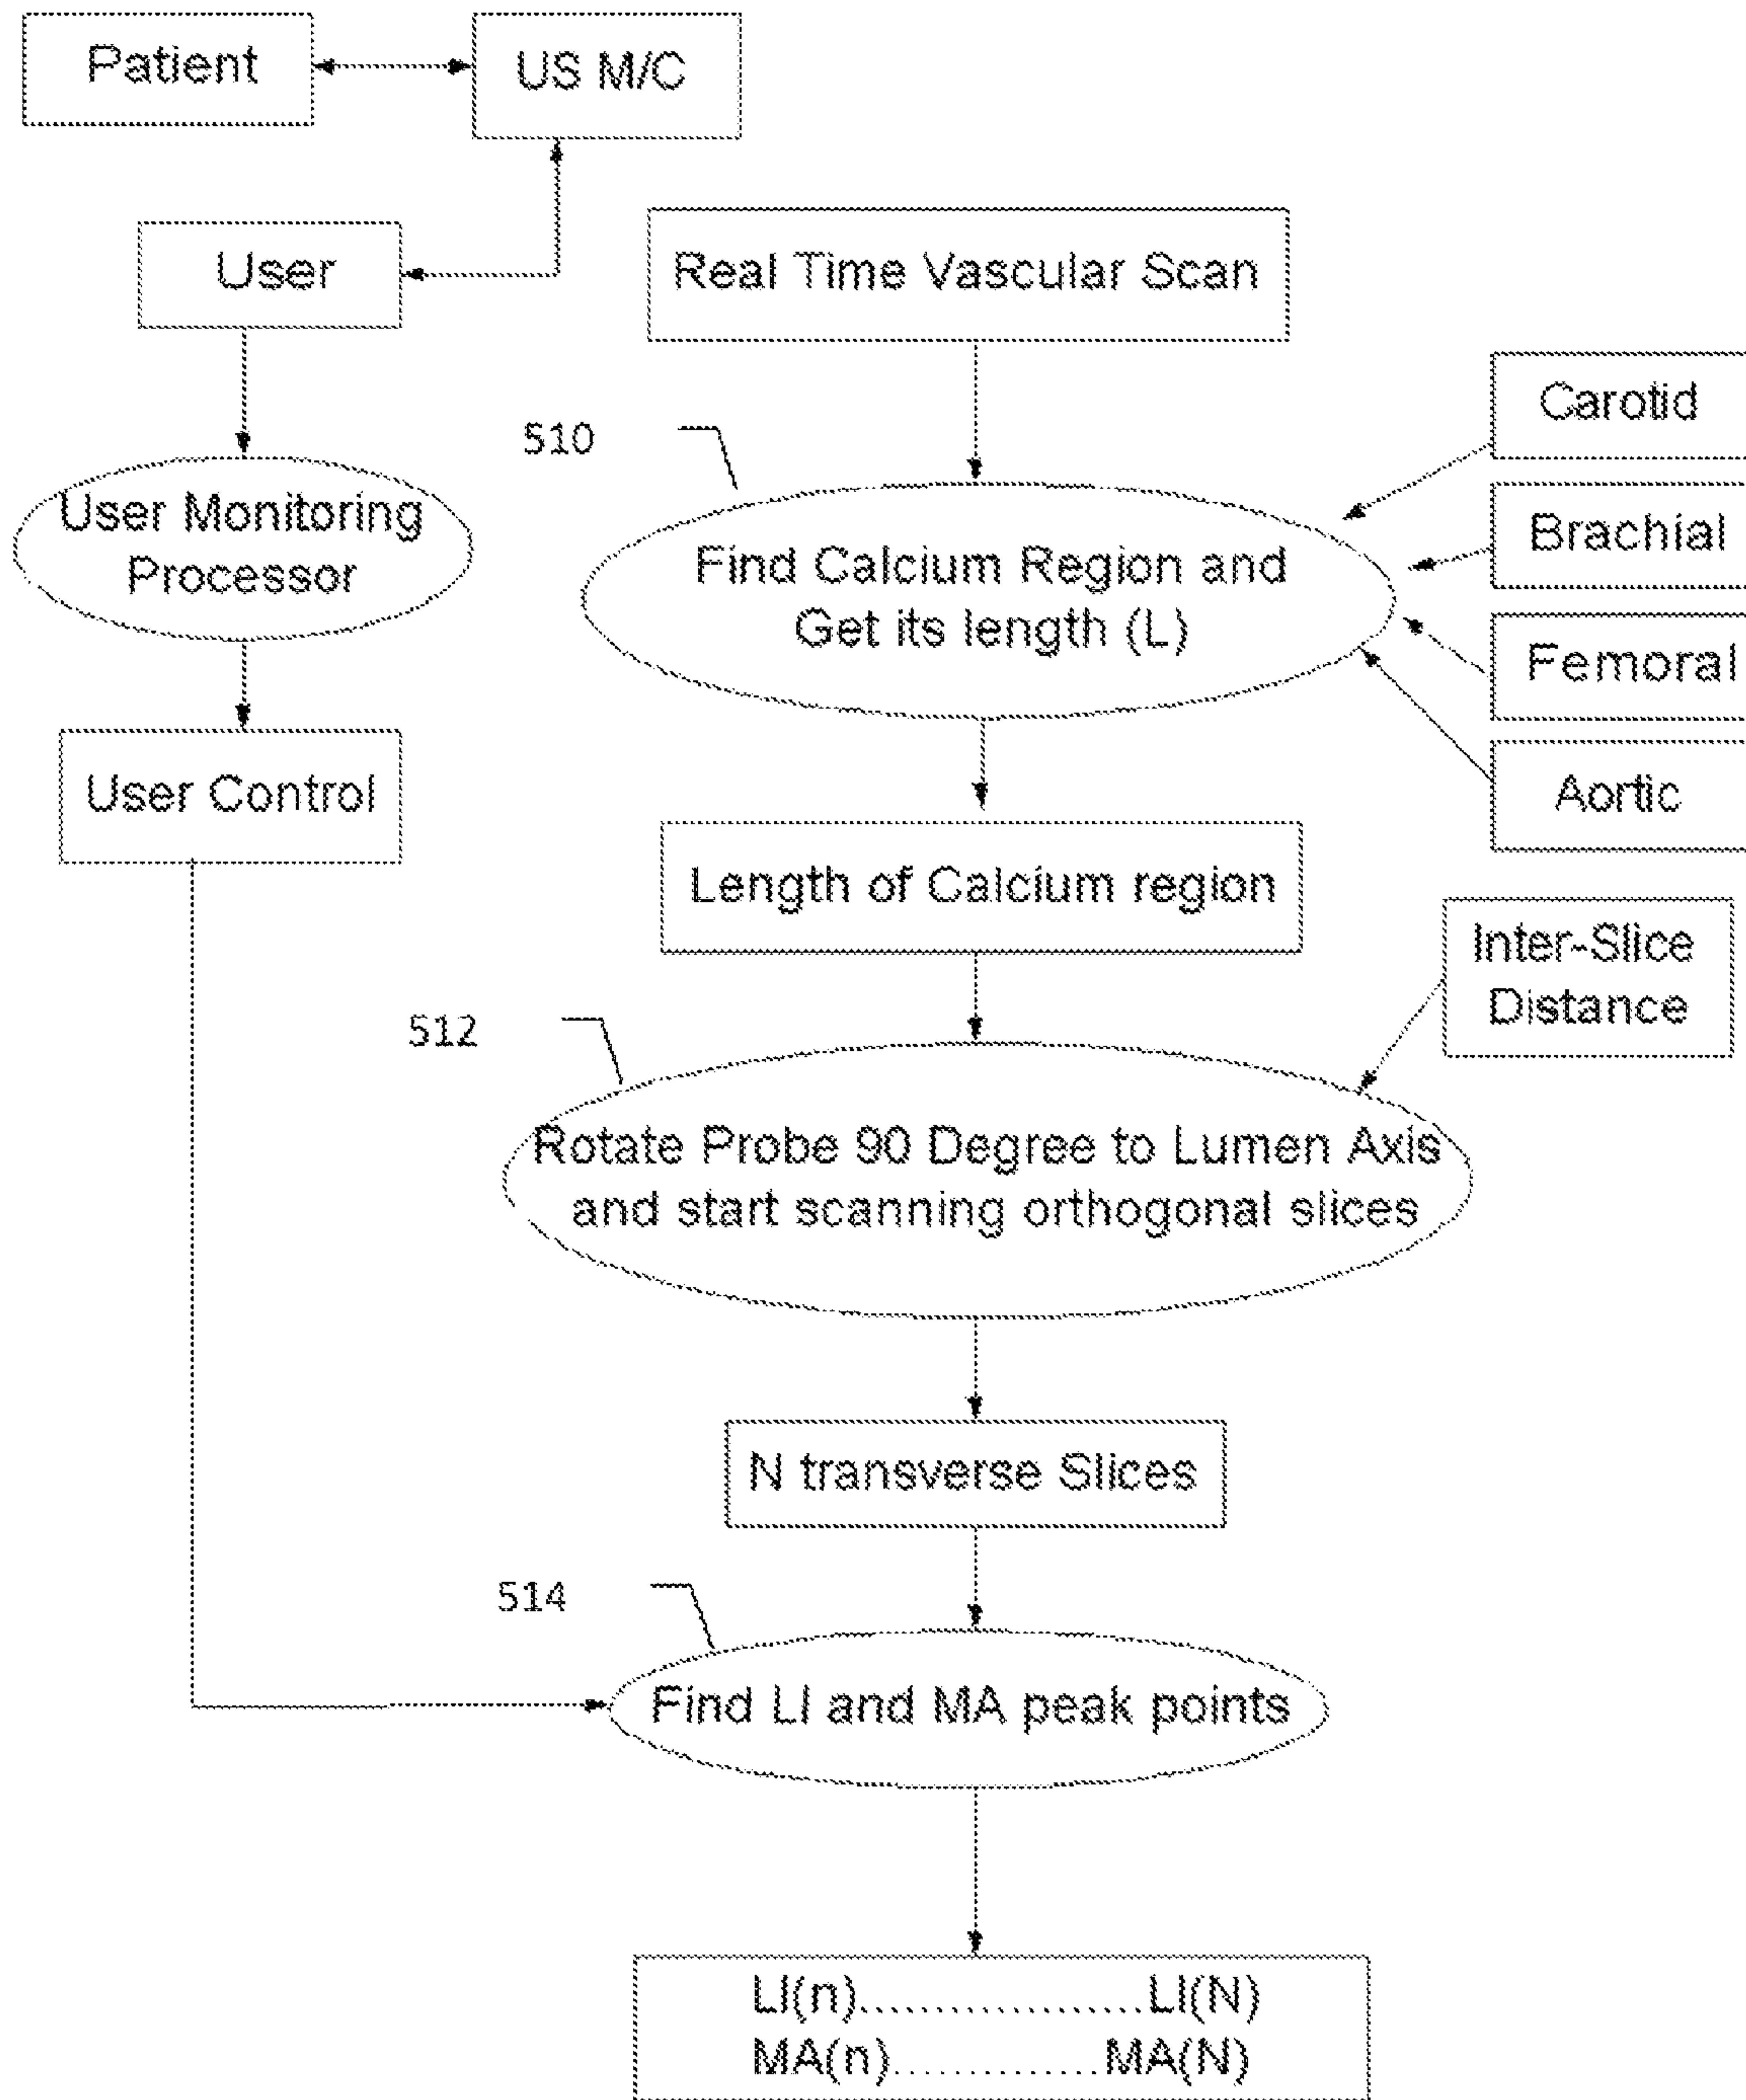 Patient
US M/C
User
Real Time Vascular Scan
Carotid
510
User Monitoring
Processor
Brachial
Find Calcium Region and
Get its length (L)
Femoral
User Control
Aortic
Length of Calcium region
Inter-Slice
Distance
512
Rotate Probe 90 Degree to Lumen Axis
and start scanning orthogonal slices
N transverse Slices
514
Find LI and MA peak points
LI(n)...................LI(N)
MA(n)..............MA(N)